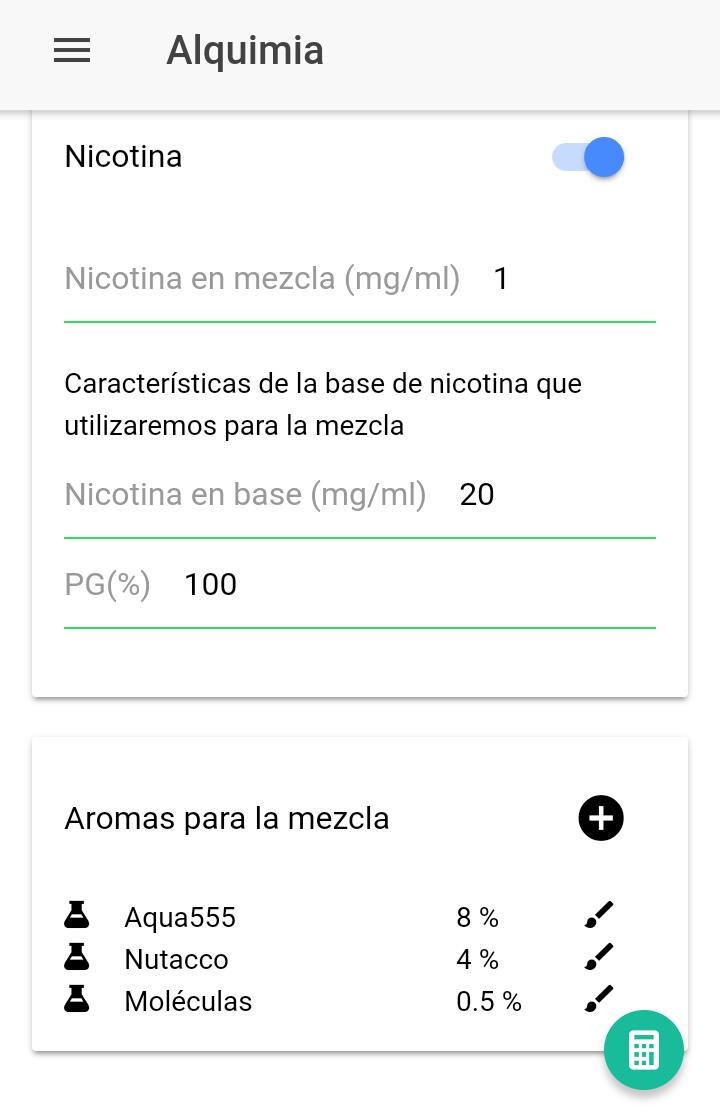 Alquimia
Nicotina
Nicotina en mezcla (mg/ml) 1
Características de la base de nicotina que
utilizaremos para la mezcla
Nicotina en base (mg/ml) 20
PG(%) 100
Aromas para la mezcla
Aqua555 8 %
Nutacco 4 %
Moléculas 0.5 %